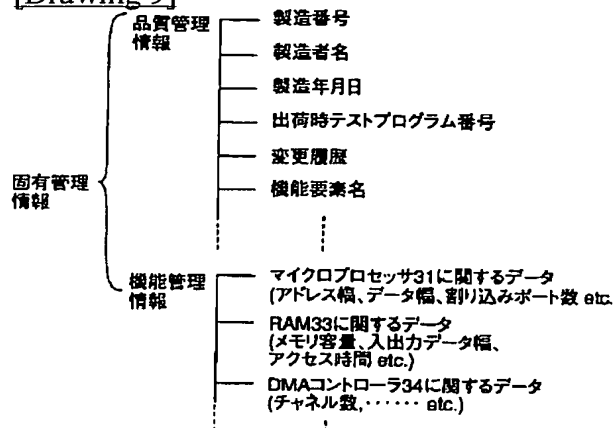 [Drawing 9]
固有管理
情報
品質管理
情報
製造番号
製造者名
製造年月日
出荷時テストプログラム番号
変更履歴
機能要素名
機能管理
情報
マイクロプロセッサ31に関するデータ
(アドレス幅、データ幅、割り込みポート数 etc.
RAM33に関するデータ
(メモリ容量、入出力データ幅、
アクセス時間 etc.)
DMAコントローラ34に関するデータ
(チャネル数,・・・・・・ etc.)